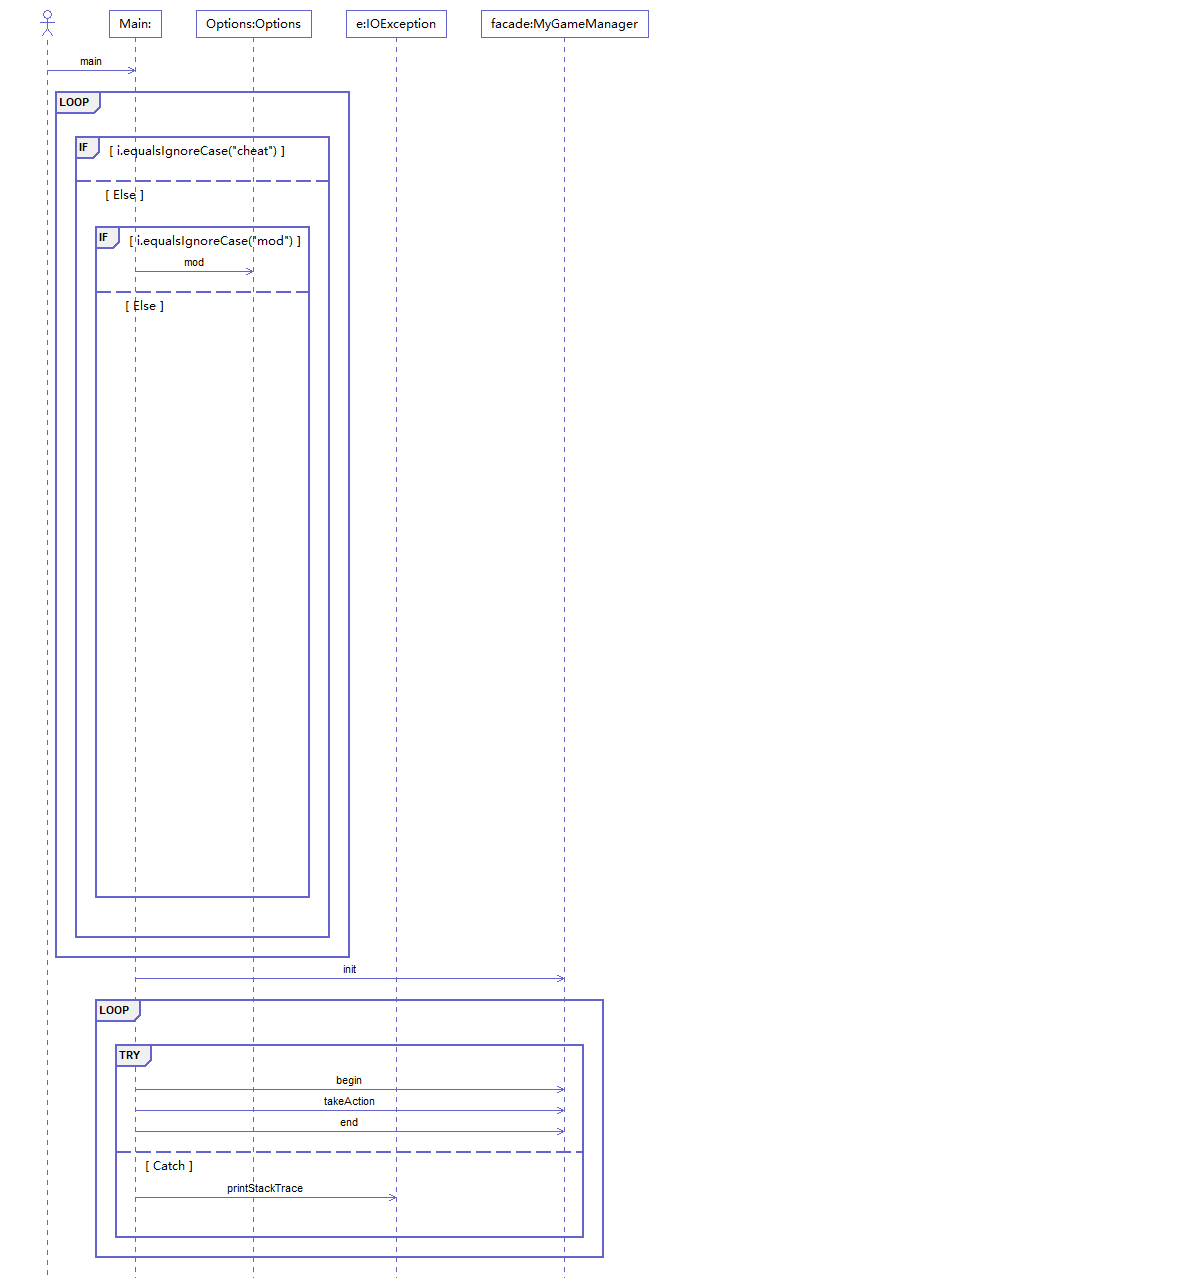 Main:
Options:Options
e:IOException
facade:MyGameManager
main
LOOP
IF
[ i.equalsIgnoreCase("cheat") ]
[ Else ]
IF
[ i.equalsIgnoreCase("mod") ]
mod
[ Else ]
init
LOOP
TRY
begin
takeAction
end
[ Catch ]
printStackTrace